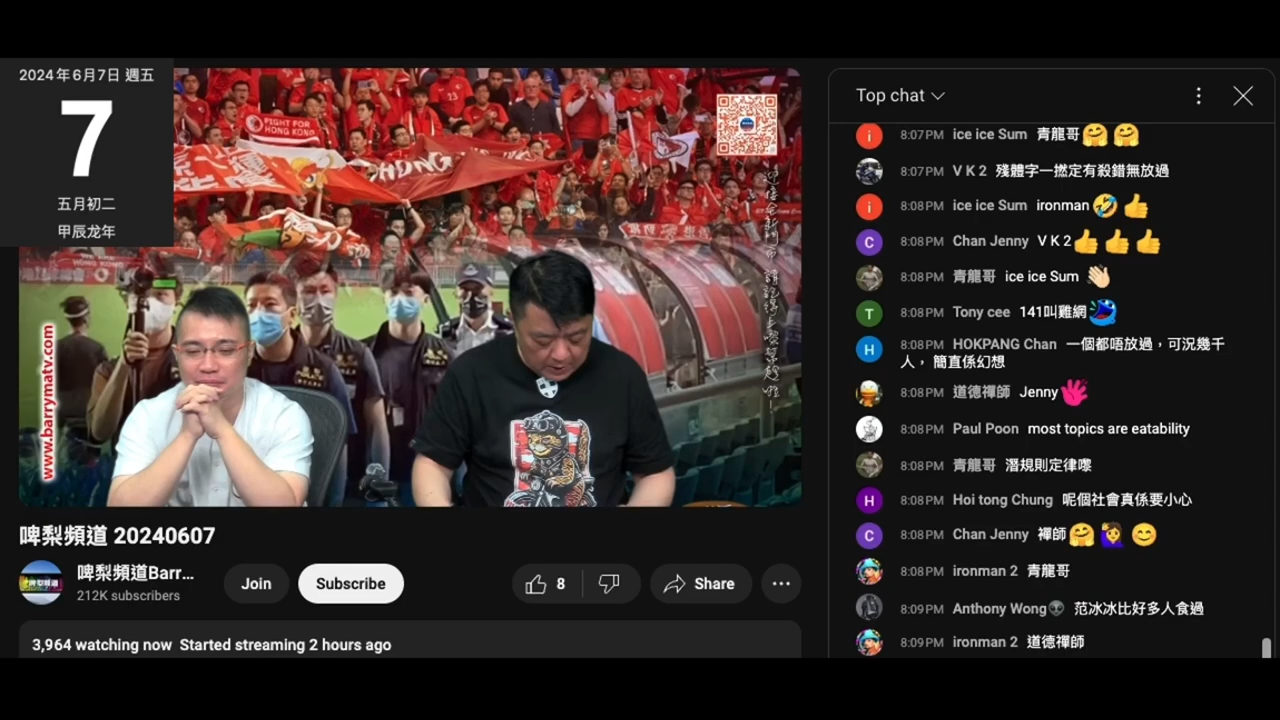 2024年6月7日 週五
7
五月初二
甲辰龙年
FIGHT FOR
HONG KONG
HONG
www.barrymatv.com
啤梨頻道 20240607
啤梨頻道Barr...
212K subscribers
Join
Subscribe
8
Share
3,964 watching now Started streaming 2 hours ago
Top chat
8:07PM ice ice Sum 青龍哥🤗🤗
8:07PM V K 2 殘體字一撚定有殺錯無放過
8:08PM ice ice Sum ironman🤣👍
8:08PM Chan Jenny V K 2👍👍👍
8:08PM 青龍哥 ice ice Sum 👋🏻
8:08PM Tony cee 141叫雞網
8:08PM HOKPANG Chan 一個都唔放過，可況幾千
人， 簡直係幻想
8:08PM 道德禪師 Jenny
8:08PM Paul Poon most topics are eatability
8:08PM 青龍哥 潛規則定律嚟
8:08PM Hoi tong Chung 呢個社會真係要小心
8:08PM Chan Jenny 禪師🤗🙋‍♀️😊
8:08PM ironman 2 青龍哥
8:09PM Anthony Wong👽 范冰冰比好多人食過
8:09PM ironman 2 道德禪師